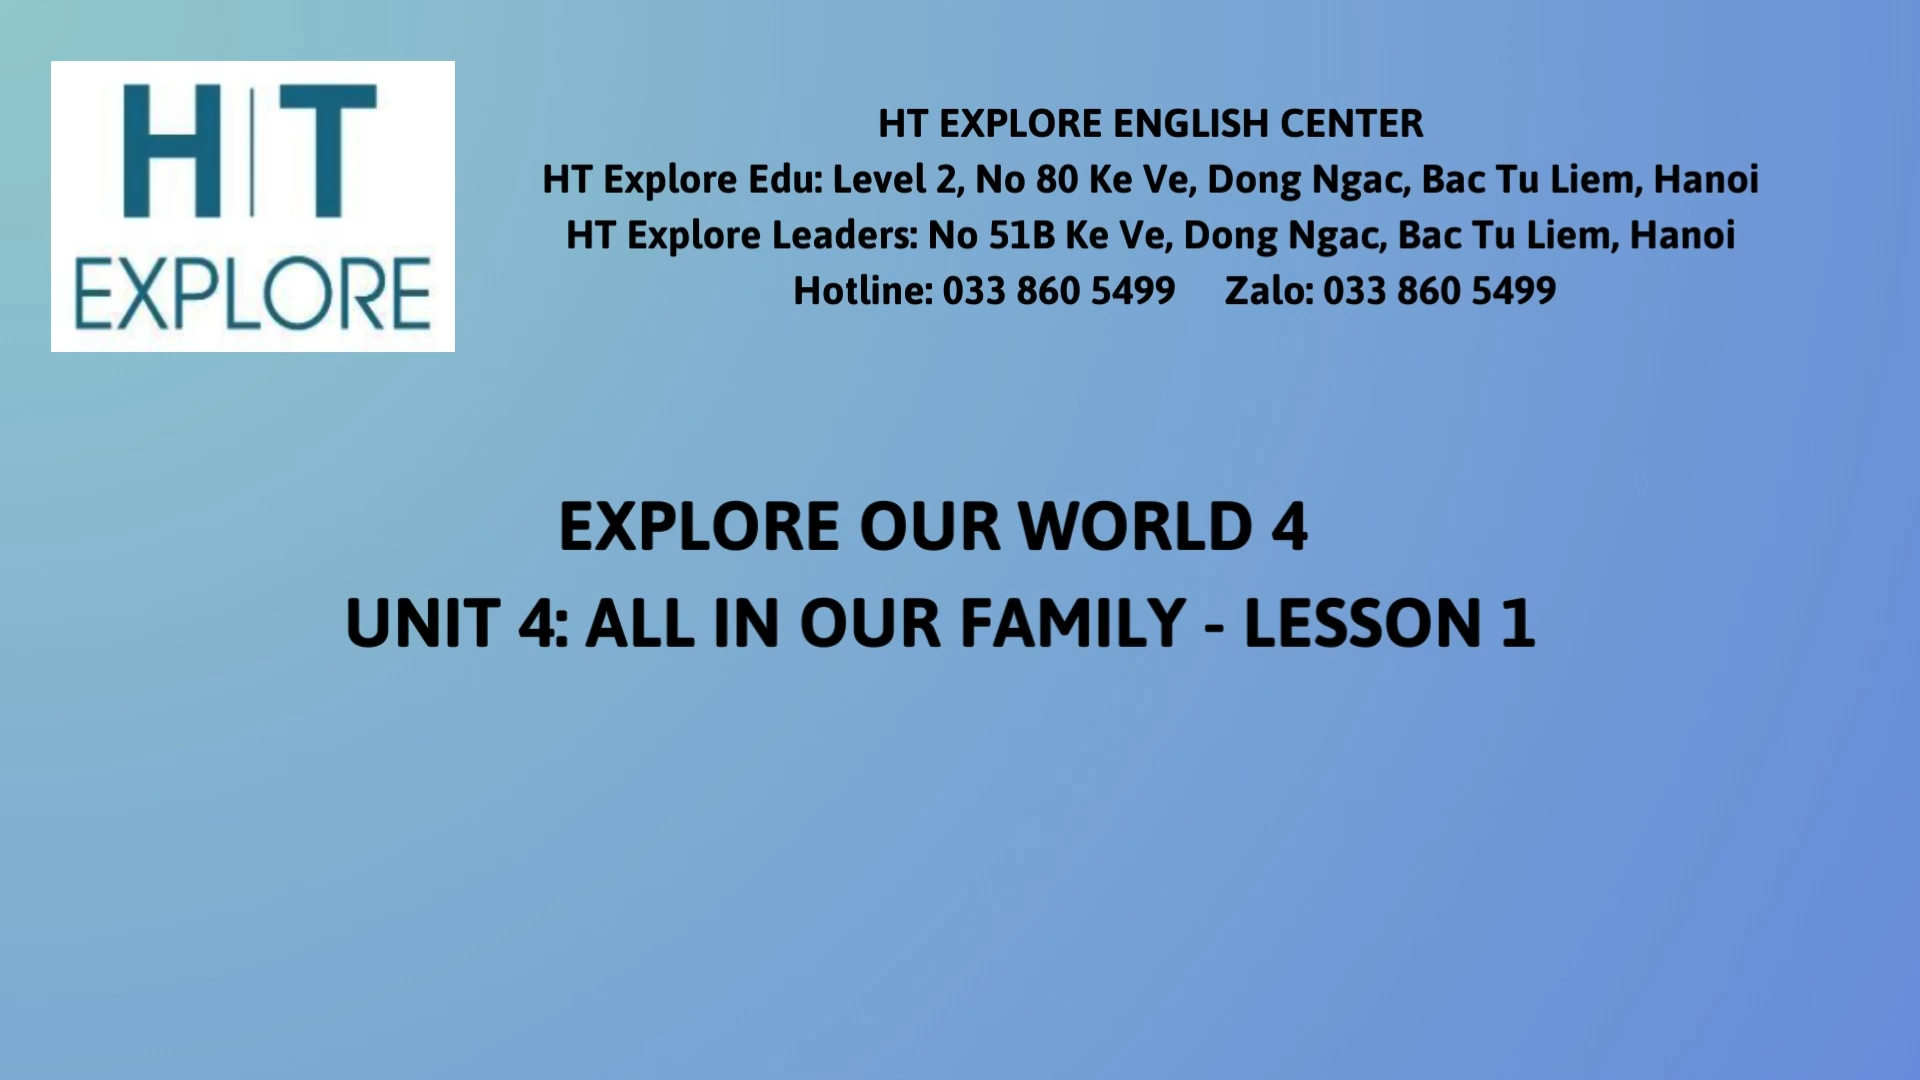 H|T
EXPLORE
HT EXPLORE ENGLISH CENTER
HT Explore Edu: Level 2, No 80 Ke Ve, Dong Ngac, Bac Tu Liem, Hanoi
HT Explore Leaders: No 51B Ke Ve, Dong Ngac, Bac Tu Liem, Hanoi
Hotline: 033 860 5499 Zalo: 033 860 5499
EXPLORE OUR WORLD 4
UNIT 4: ALL IN OUR FAMILY - LESSON 1